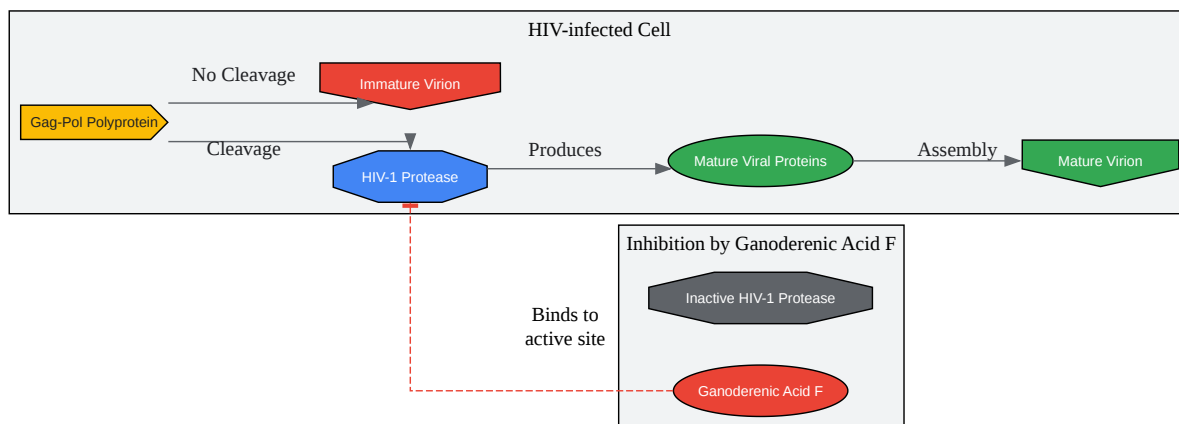 HIV-infected Cell
No Cleavage
Immature Virion
Gag-Pol Polyprotein
Cleavage
HIV-1 Protease
Produces
Mature Viral Proteins
Assembly
Mature Virion
Inhibition by Ganoderenic Acid F
Inactive HIV-1 Protease
Binds to
active site
Ganoderenic Acid F